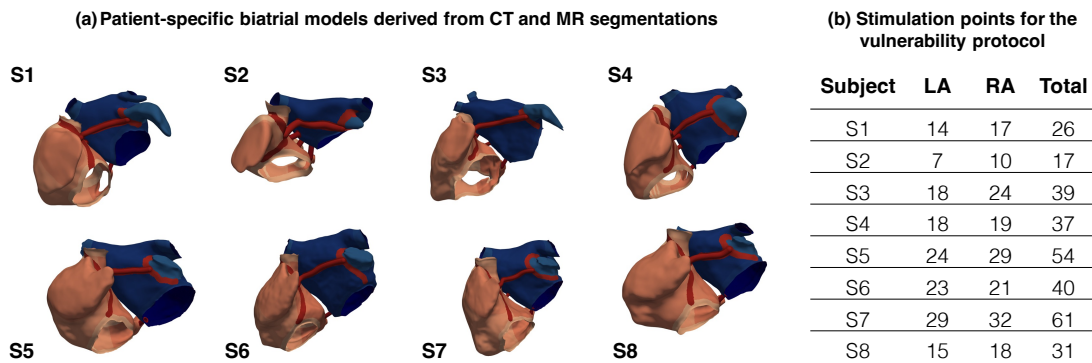 (a) Patient-specific biatrial models derived from CT and MR segmentations
S1
S2
S3
S4
S5
S6
S7
S8
(b) Stimulation points for the
vulnerability protocol
Subject LA RA Total
S1 14 17 26
S2 7 10 17
S3 18 24 39
S4 18 19 37
S5 24 29 54
S6 23 21 40
S7 29 32 61
S8 15 18 31